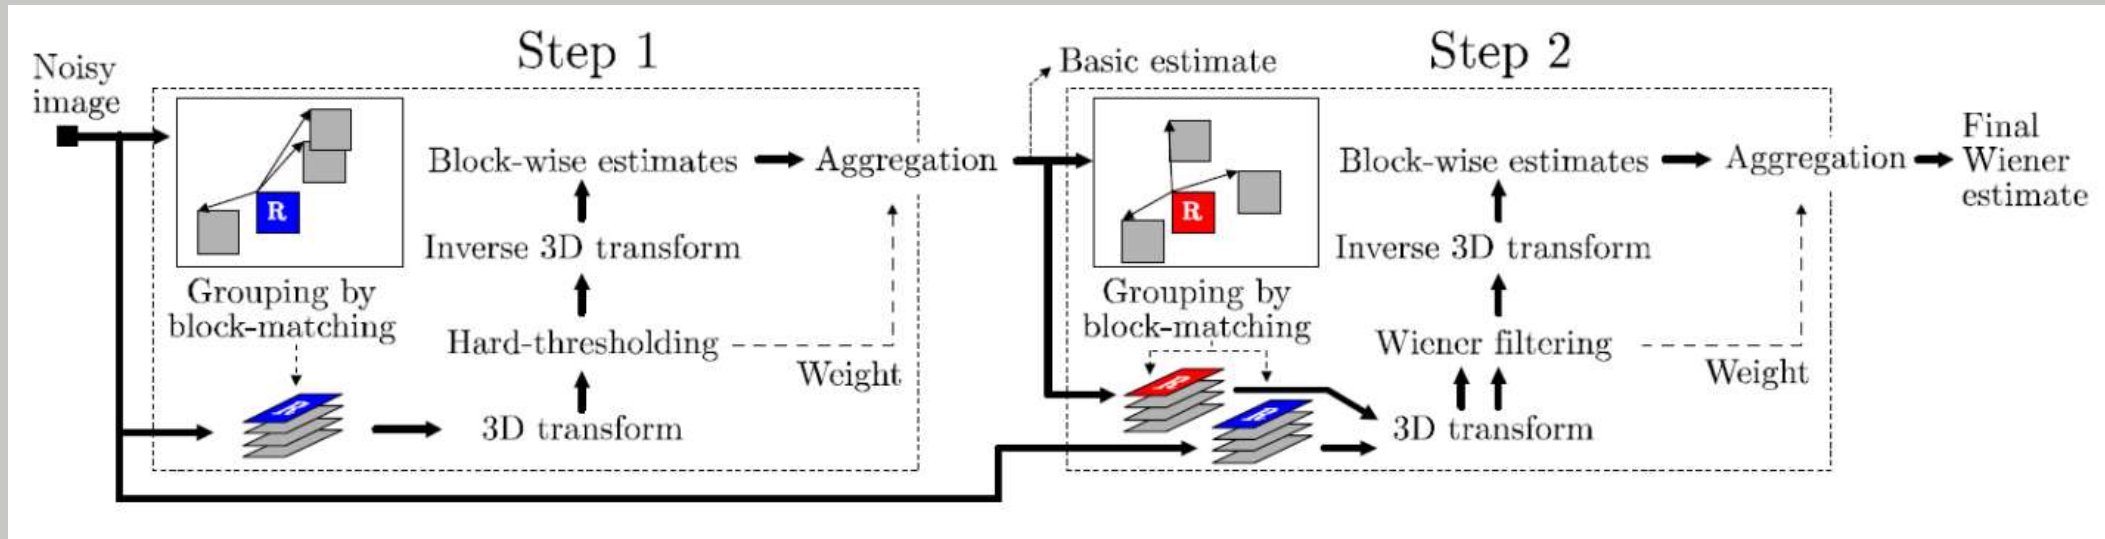 Step 1
Step 2
Noisy
image
Basic estimate
R
Block-wise estimates
Aggregation
Inverse 3D transform
Grouping by
block-matching
Hard-thresholding
Weight
R
3D transform
R
Block-wise estimates
Aggregation
Final
Wiener
estimate
Inverse 3D transform
Grouping by
block-matching
Wiener filtering
Weight
R
R
3D transform